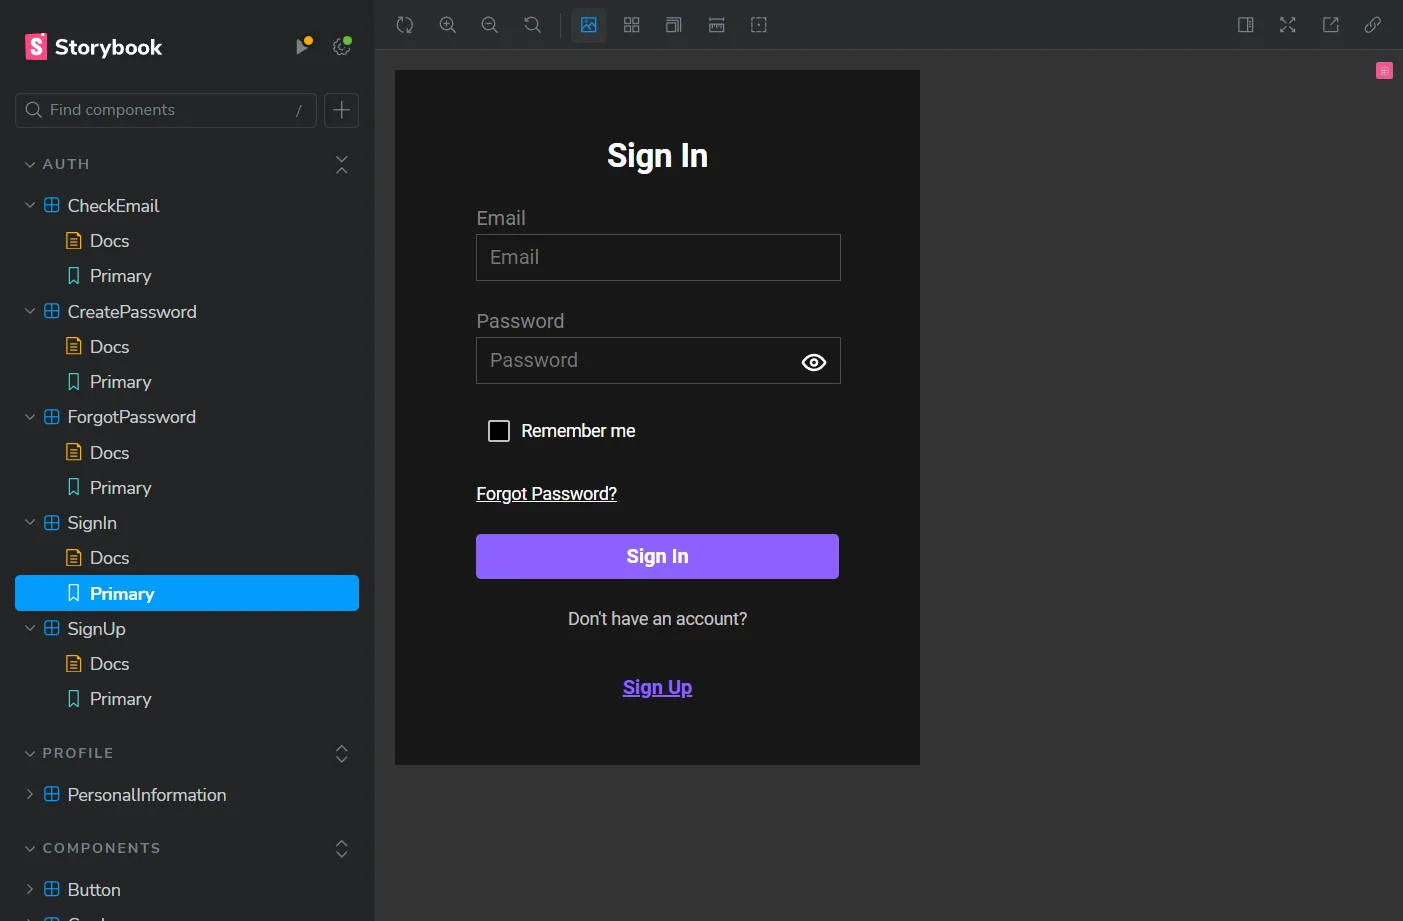 Storybook
Find components
/
AUTH
CheckEmail
Docs
Primary
CreatePassword
Docs
Primary
ForgotPassword
Docs
Primary
SignIn
Docs
Primary
SignUp
Docs
Primary
PROFILE
PersonalInformation
COMPONENTS
Button
Sign In
Email
Email
Password
Password
Remember me
Forgot Password?
Sign In
Don't have an account?
Sign Up